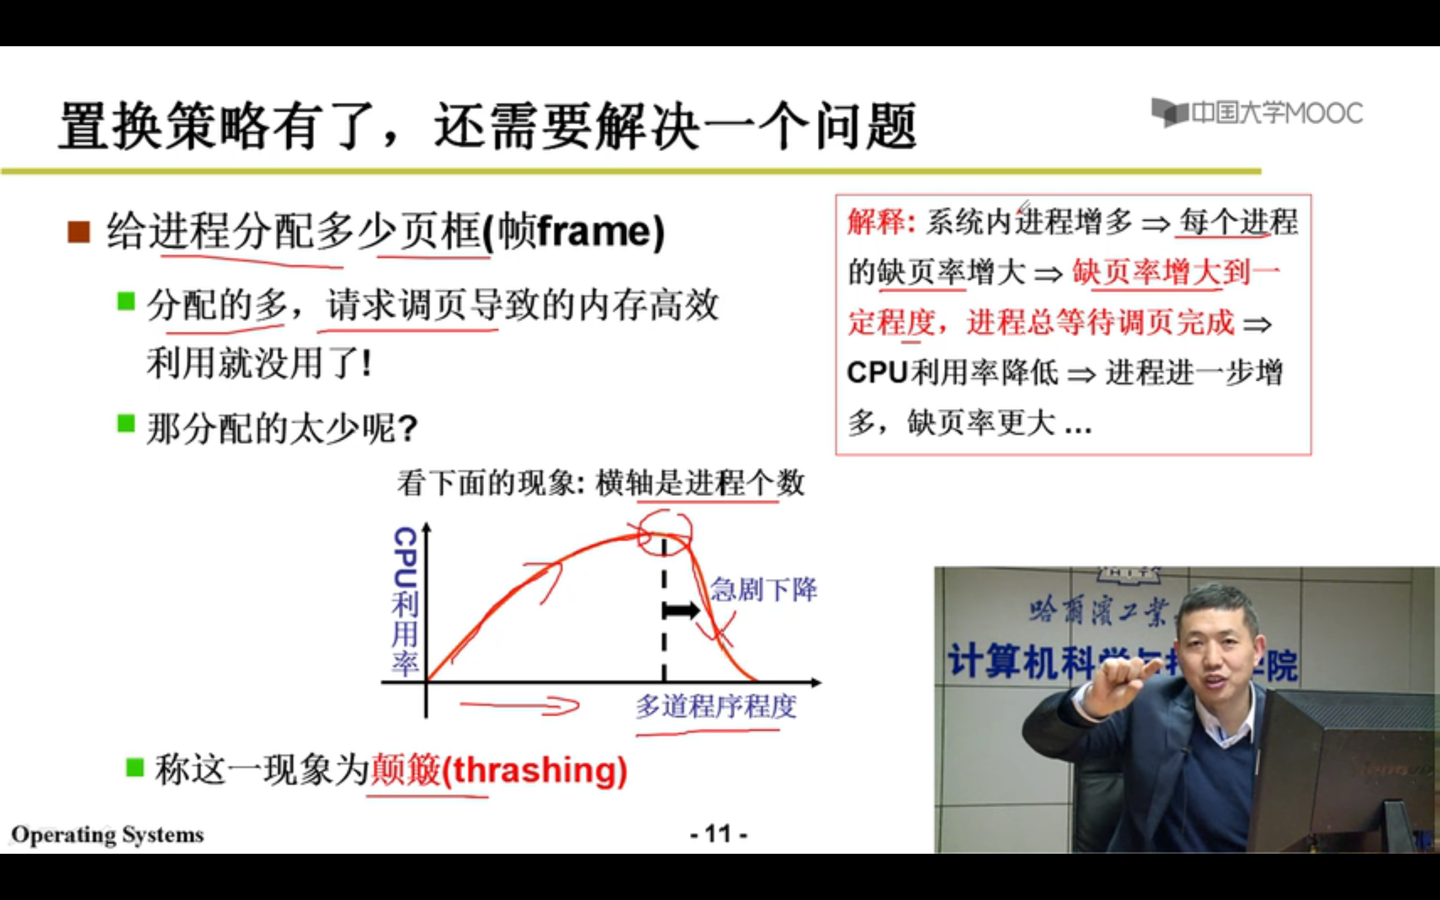 置换策略有了，还需要解决一个问题
中国大学MOOC
给进程分配多少页框(帧frame)
分配的多，请求调页导致的内存高效
利用就没用了!
那分配的太少呢?
解释: 系统内进程增多 ⇒ 每个进程
的缺页率增大 ⇒ 缺页率增大到一
定程度，进程总等待调页完成 ⇒
CPU利用率降低 ⇒ 进程进一步增
多，缺页率更大 ...
看下面的现象: 横轴是进程个数
CPU利用率
急剧下降
多道程序程度
称这一现象为颠簸(thrashing)
哈爾濱工業
计算机科学与
学院
Operating Systems
- 11 -